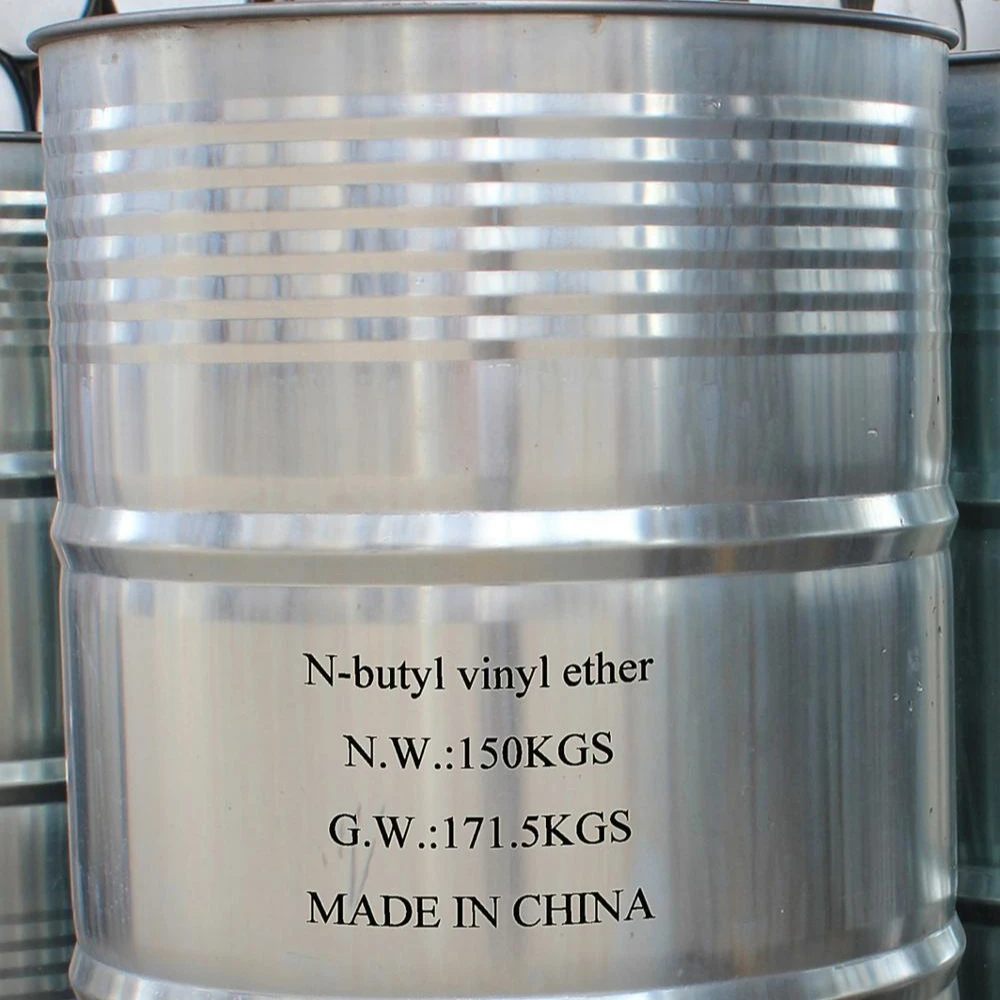 N-butyl vinyl ether
N.W.:150KGS
G.W.:171.5KGS
MADE IN CHINA